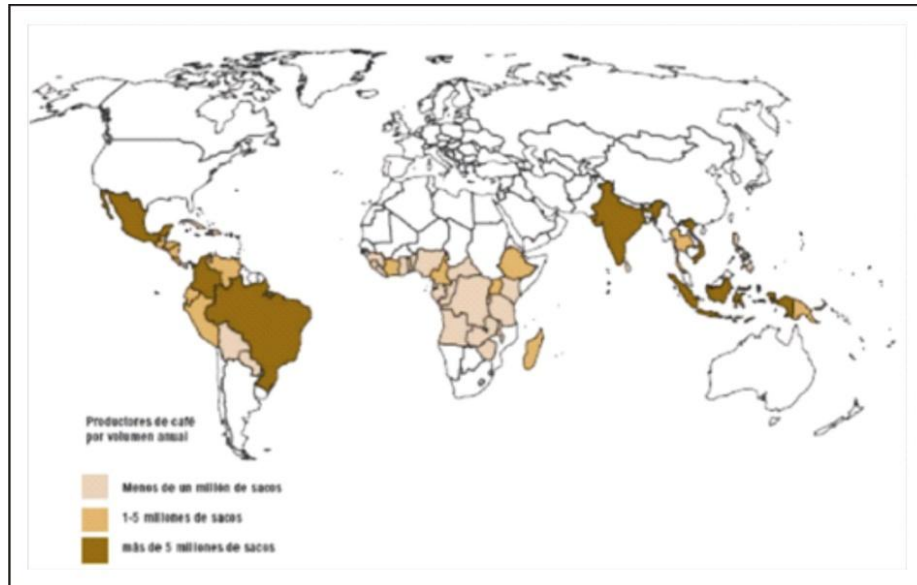 Productores de café
por volumen anual
Menos de un millón de sacos
1-5 millones de sacos
más de 5 millones de sacos